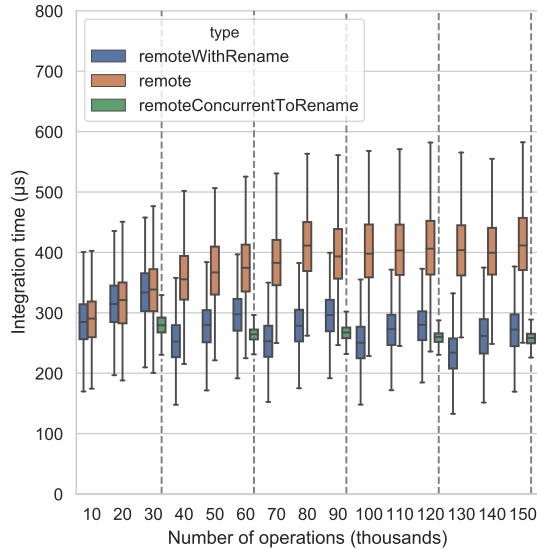 800
700
600
500
400
300
200
100
0
Integration time (μs)
type
remoteWithRename
remote
remoteConcurrentToRename
10 20 30 40 50 60 70 80 90 100 110 120 130 140 150
Number of operations (thousands)